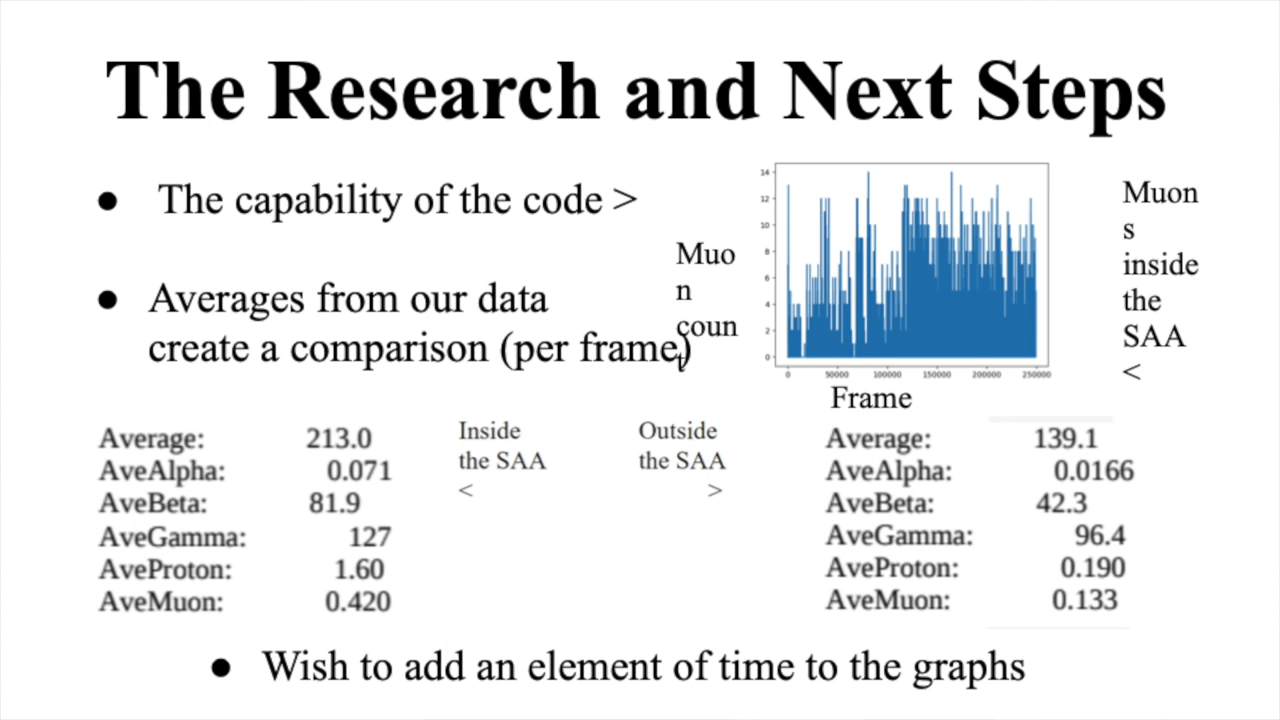 The Research and Next Steps
● The capability of the code >
● Averages from our data
create a comparison (per frame)
Muo
n
coun
t
14
12
10
8
6
4
2
0
0 50000 100000 150000 200000 250000
Frame
Muon
s
inside
the
SAA
<
Average: 213.0
AveAlpha: 0.071
AveBeta: 81.9
AveGamma: 127
AveProton: 1.60
AveMuon: 0.420
Inside
the SAA
<
Outside
the SAA
>
Average: 139.1
AveAlpha: 0.0166
AveBeta: 42.3
AveGamma: 96.4
AveProton: 0.190
AveMuon: 0.133
● Wish to add an element of time to the graphs